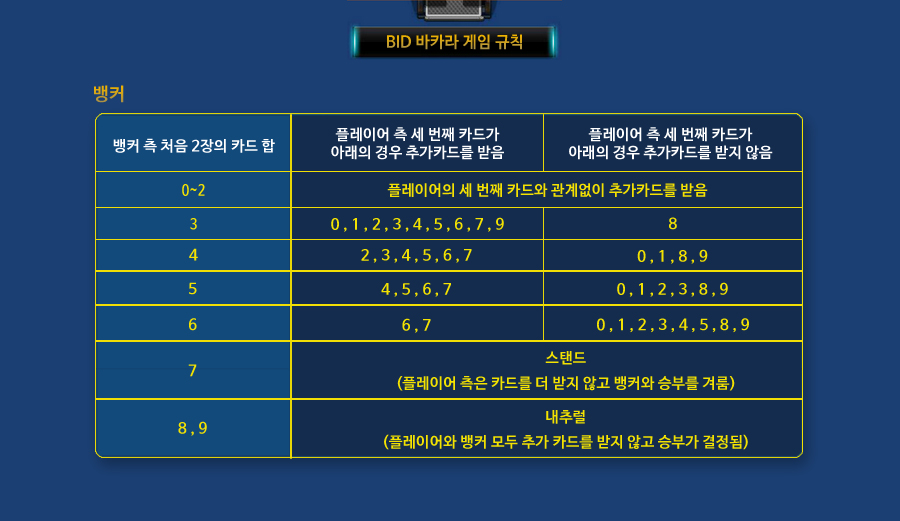 BID 바카라 게임 규칙
뱅커
뱅커 측 처음 2장의 카드 합
플레이어 측 세 번째 카드가
아래의 경우 추가카드를 받음
플레이어 측 세 번째 카드가
아래의 경우 추가카드를 받지 않음
0~2
플레이어의 세 번째 카드와 관계없이 추가카드를 받음
3
0 , 1 , 2 , 3 , 4 , 5 , 6 , 7 , 9
8
4
2 , 3 , 4 , 5 , 6 , 7
0 , 1 , 8 , 9
5
4 , 5 , 6 , 7
0 , 1 , 2 , 3 , 8 , 9
6
6 , 7
0 , 1 , 2 , 3 , 4 , 5 , 8 , 9
7
스탠드
(플레이어 측은 카드를 더 받지 않고 뱅커와 승부를 겨룸)
8 , 9
내추럴
(플레이어와 뱅커 모두 추가 카드를 받지 않고 승부가 결정됨)